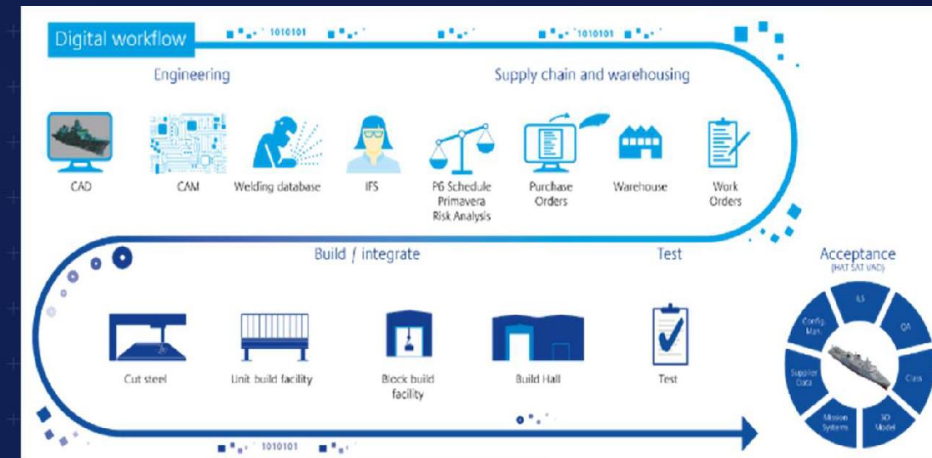 Digital workflow
1010101
1010101
Engineering
Supply chain and warehousing
CAD
CAM
Welding database
IFS
P6 Schedule
Primavera
Risk Analysis
Purchase
Orders
Warehouse
Work
Orders
Build / integrate
Test
Acceptance
(HAT SAT VAD)
Cut steel
Unit build facility
Block build
facility
Build Hall
Test
ILS
QA
Class
3D
Model
Mission
Systems
Supplier
Data
Config.
Man.
1010101